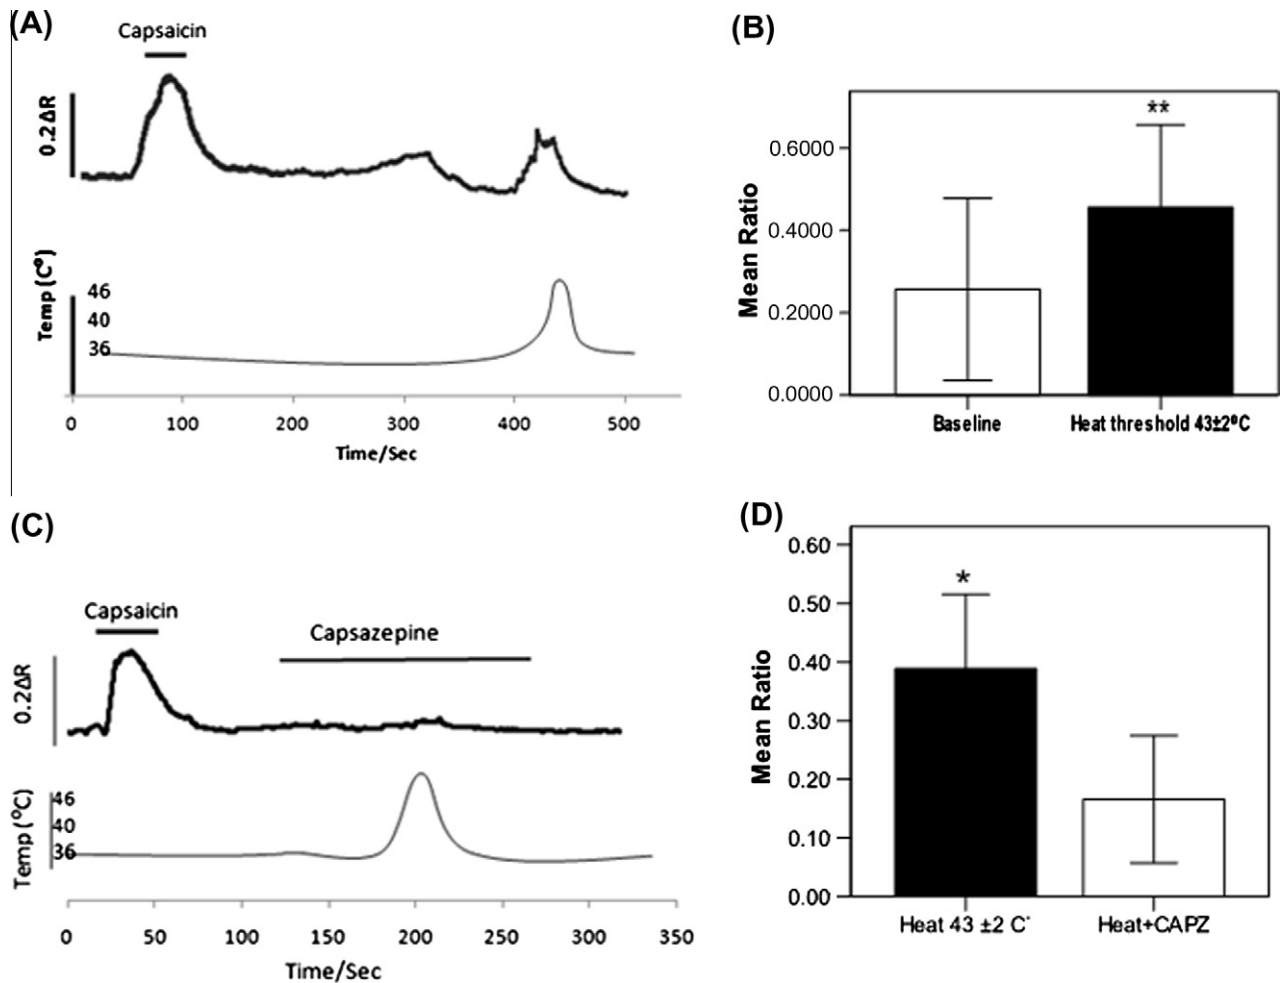 (A)
Capsaicin
0.2ΔR
Temp (Cº)
46
40
36
0 100 200 300 400 500
Time/Sec
(B)
Mean Ratio
**
0.6000
0.4000
0.2000
0.0000
Baseline Heat threshold 43±2ºC
(C)
Capsaicin
Capsazepine
0.2ΔR
Temp (ºC)
46
40
36
0 50 100 150 200 250 300 350
Time/Sec
(D)
Mean Ratio
*
0.60
0.50
0.40
0.30
0.20
0.10
0.00
Heat 43 ±2 C˚ Heat+CAPZ